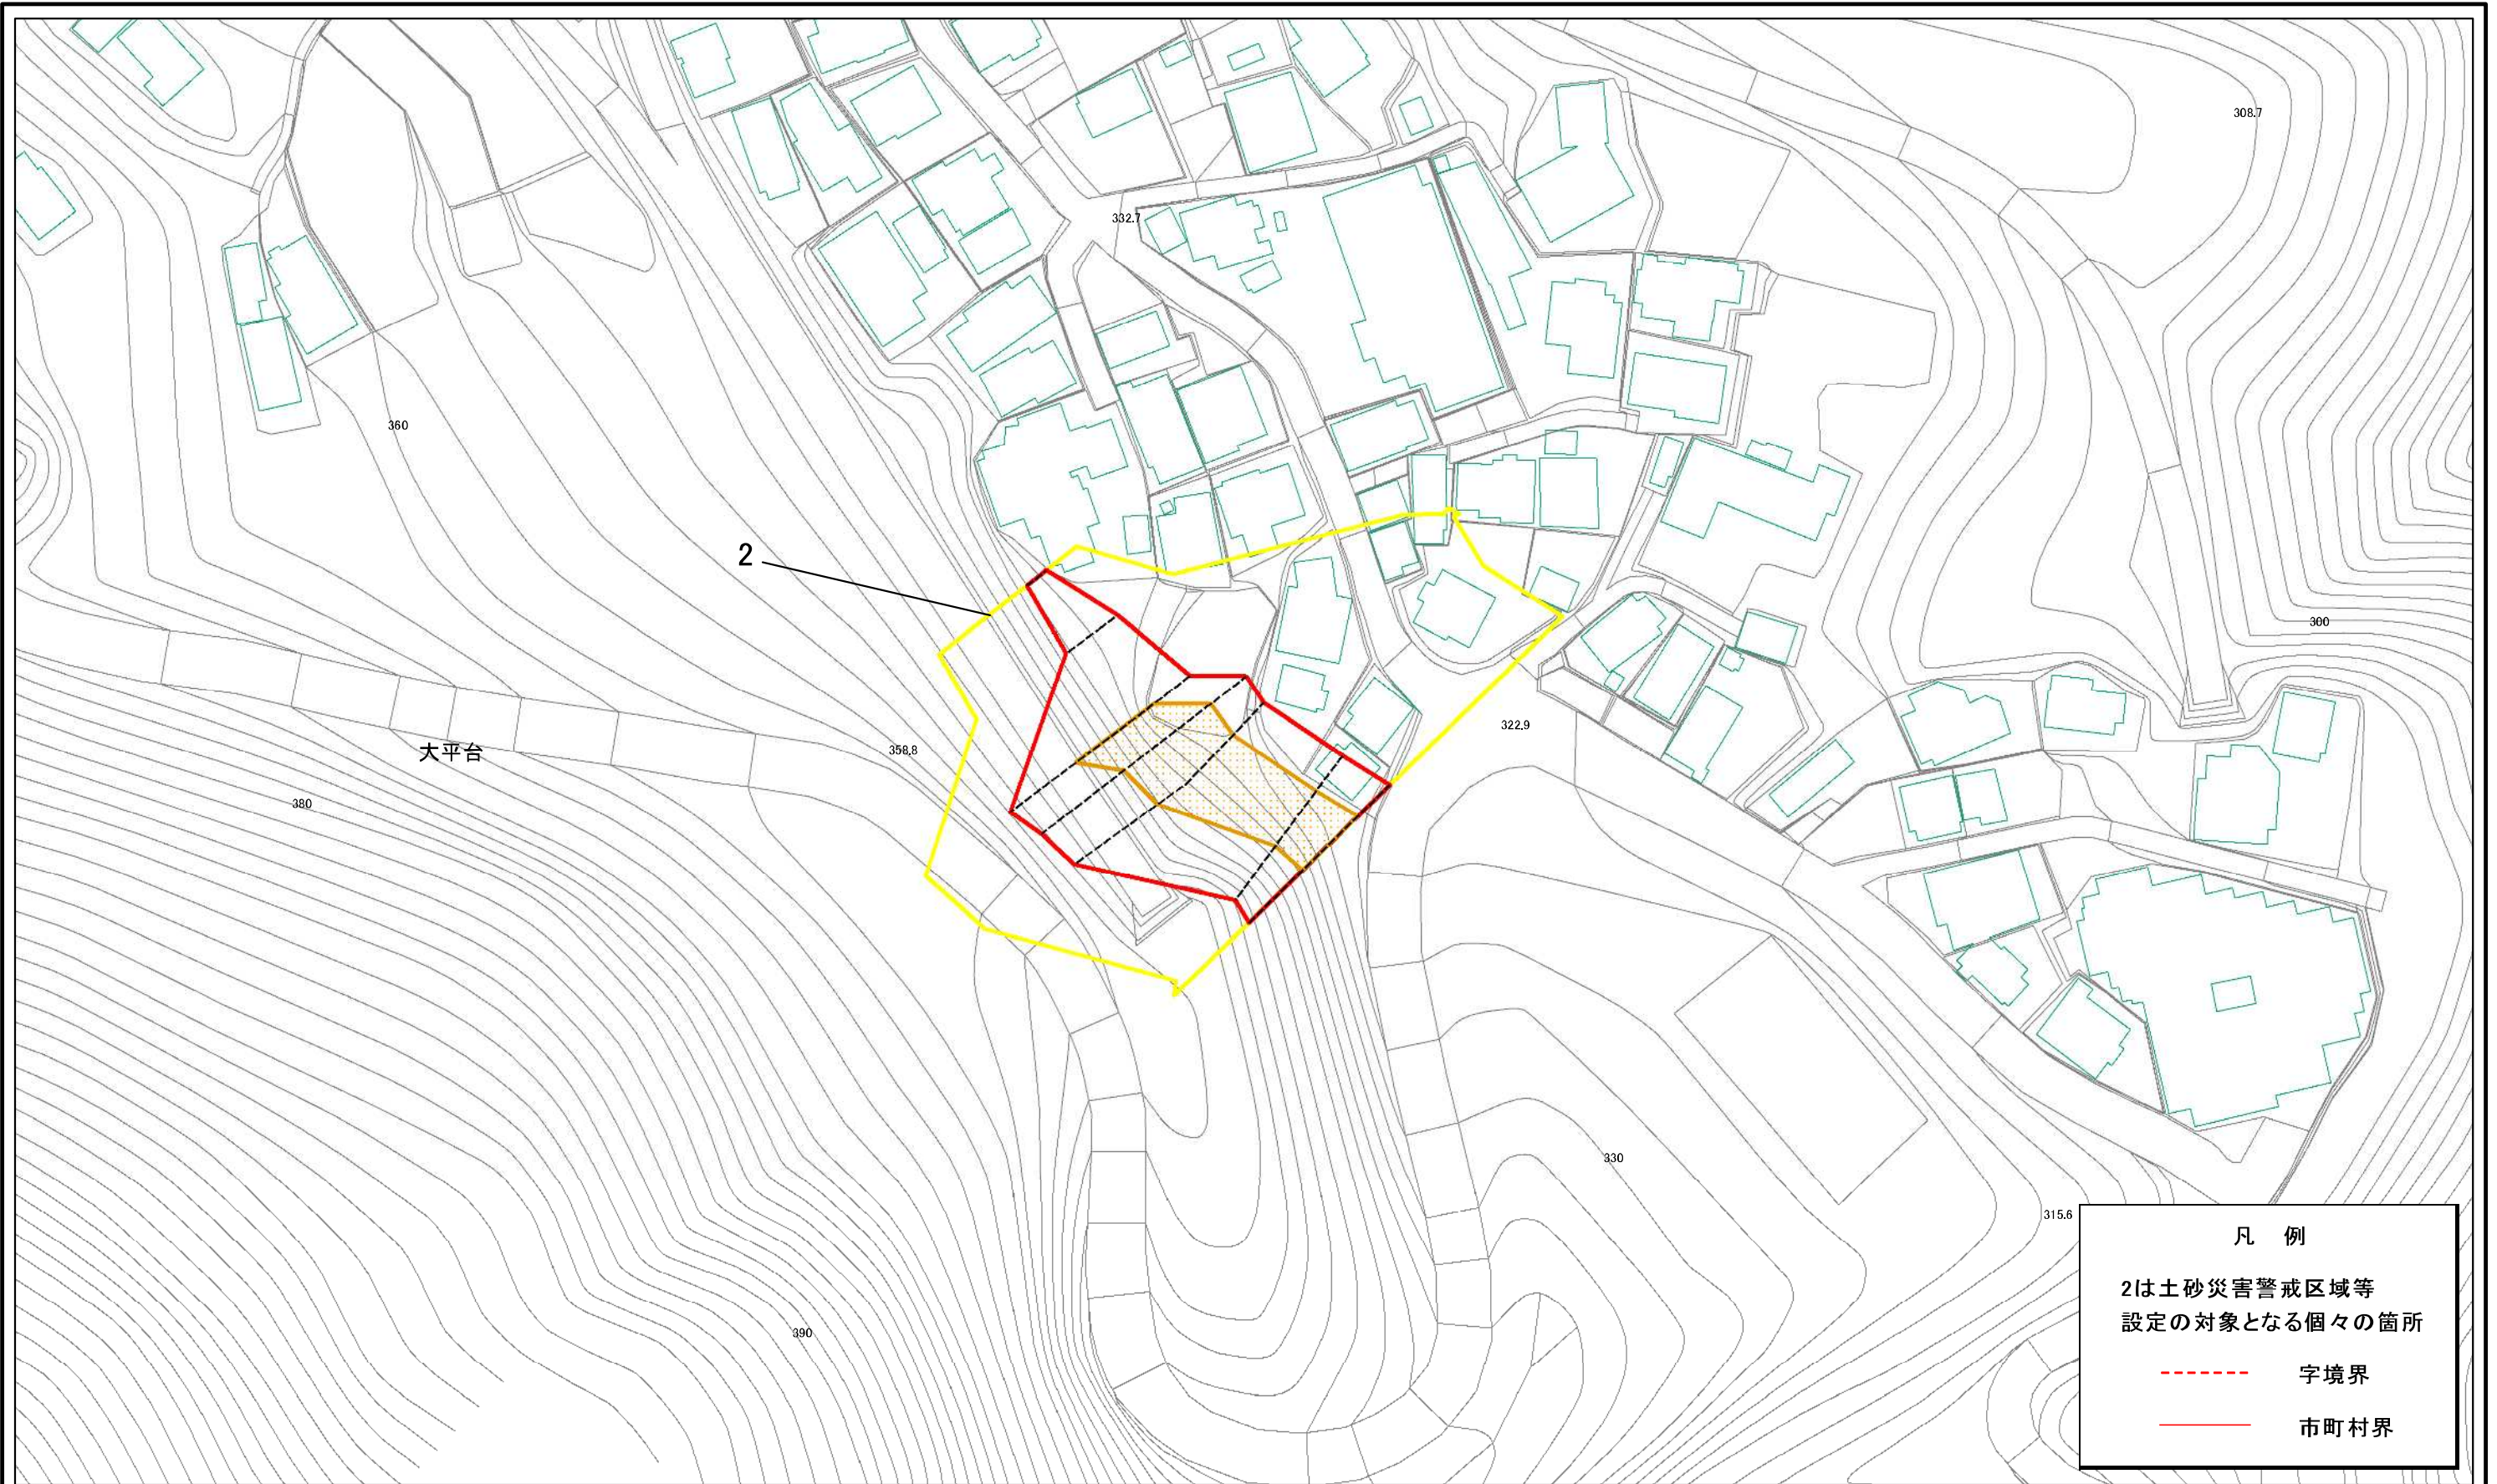 308.7
332.7
360
2
300
322.9
358.8
大平台
380
330
315.6
390
凡 例
2は土砂災害警戒区域等
設定の対象となる個々の箇所
字境界
市町村界